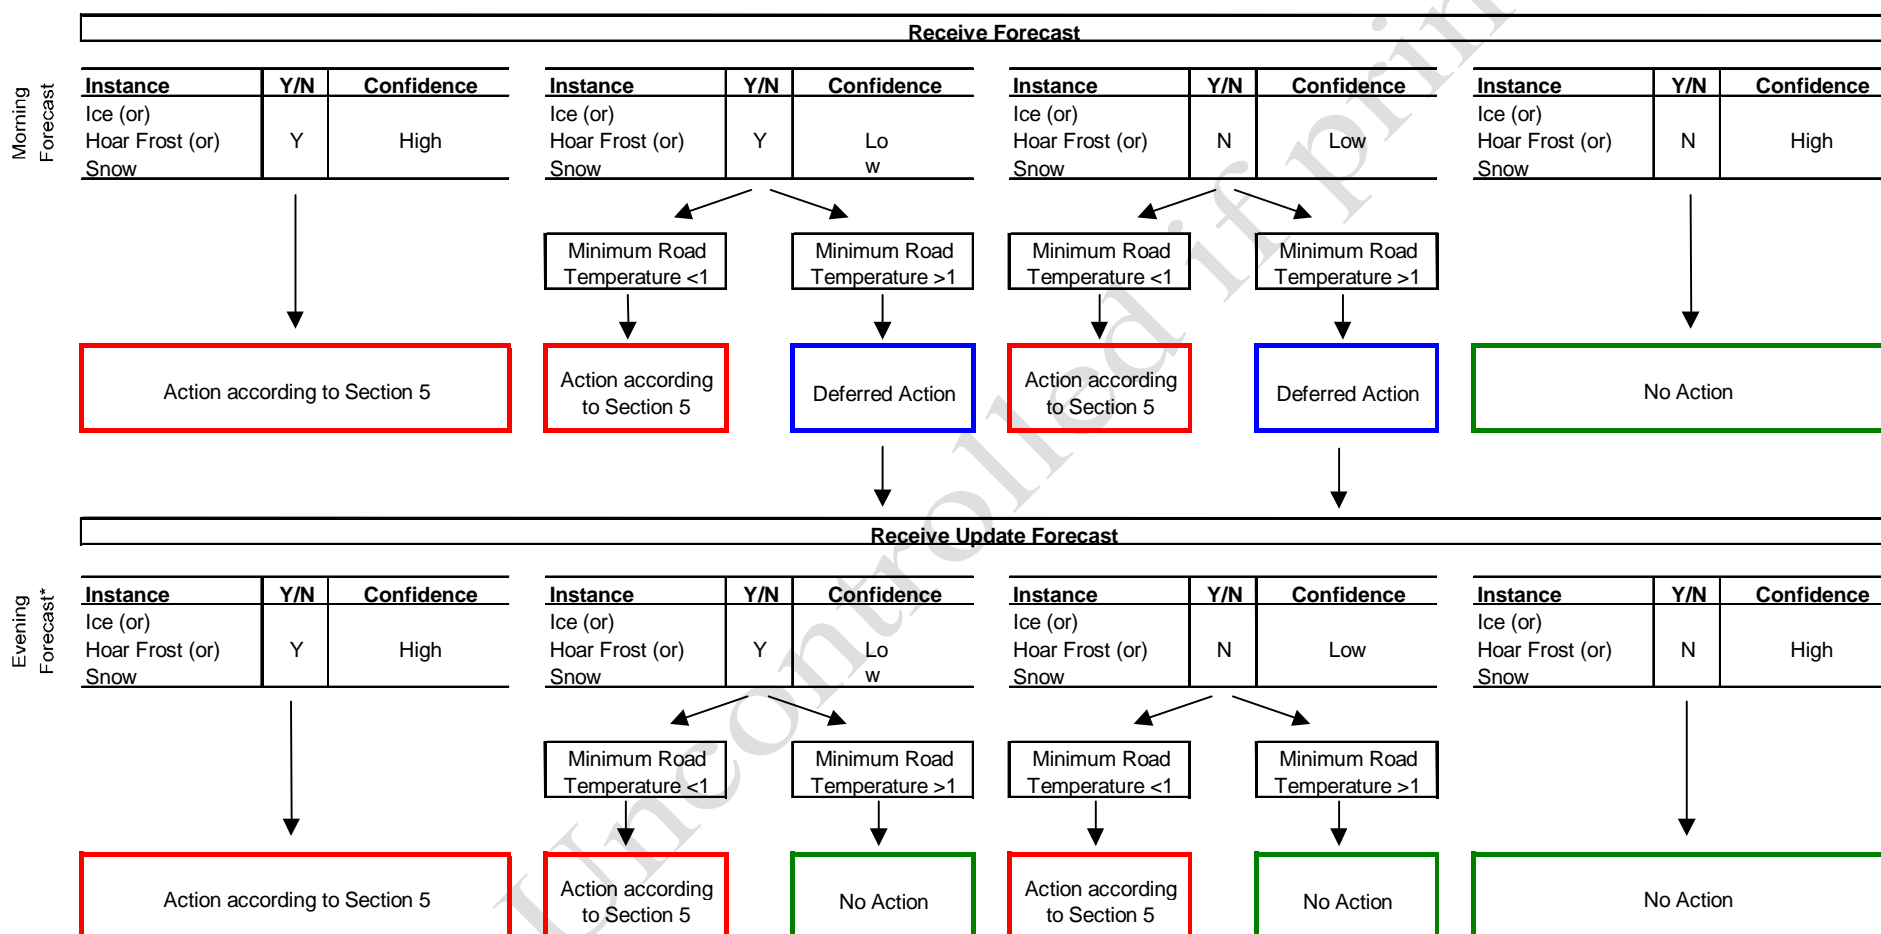 Receive Forecast
Morning
Forecast
Instance Y/N Confidence
Ice (or)
Hoar Frost (or) Y High
Snow
Instance Y/N Confidence
Ice (or)
Hoar Frost (or) Y Lo
Snow w
Instance Y/N Confidence
Ice (or)
Hoar Frost (or) N Low
Snow
Instance Y/N Confidence
Ice (or)
Hoar Frost (or) N High
Snow
Minimum Road
Temperature <1
Minimum Road
Temperature >1
Minimum Road
Temperature <1
Minimum Road
Temperature >1
Action according to Section 5
Action according
to Section 5
Deferred Action
Action according
to Section 5
Deferred Action
No Action
Receive Update Forecast
Evening
Forecast*
Instance Y/N Confidence
Ice (or)
Hoar Frost (or) Y High
Snow
Instance Y/N Confidence
Ice (or)
Hoar Frost (or) Y Lo
Snow w
Instance Y/N Confidence
Ice (or)
Hoar Frost (or) N Low
Snow
Instance Y/N Confidence
Ice (or)
Hoar Frost (or) N High
Snow
Minimum Road
Temperature <1
Minimum Road
Temperature >1
Minimum Road
Temperature <1
Minimum Road
Temperature >1
Action according to Section 5
Action according
to Section 5
No Action
Action according
to Section 5
No Action
No Action
Uncontrolled if prin